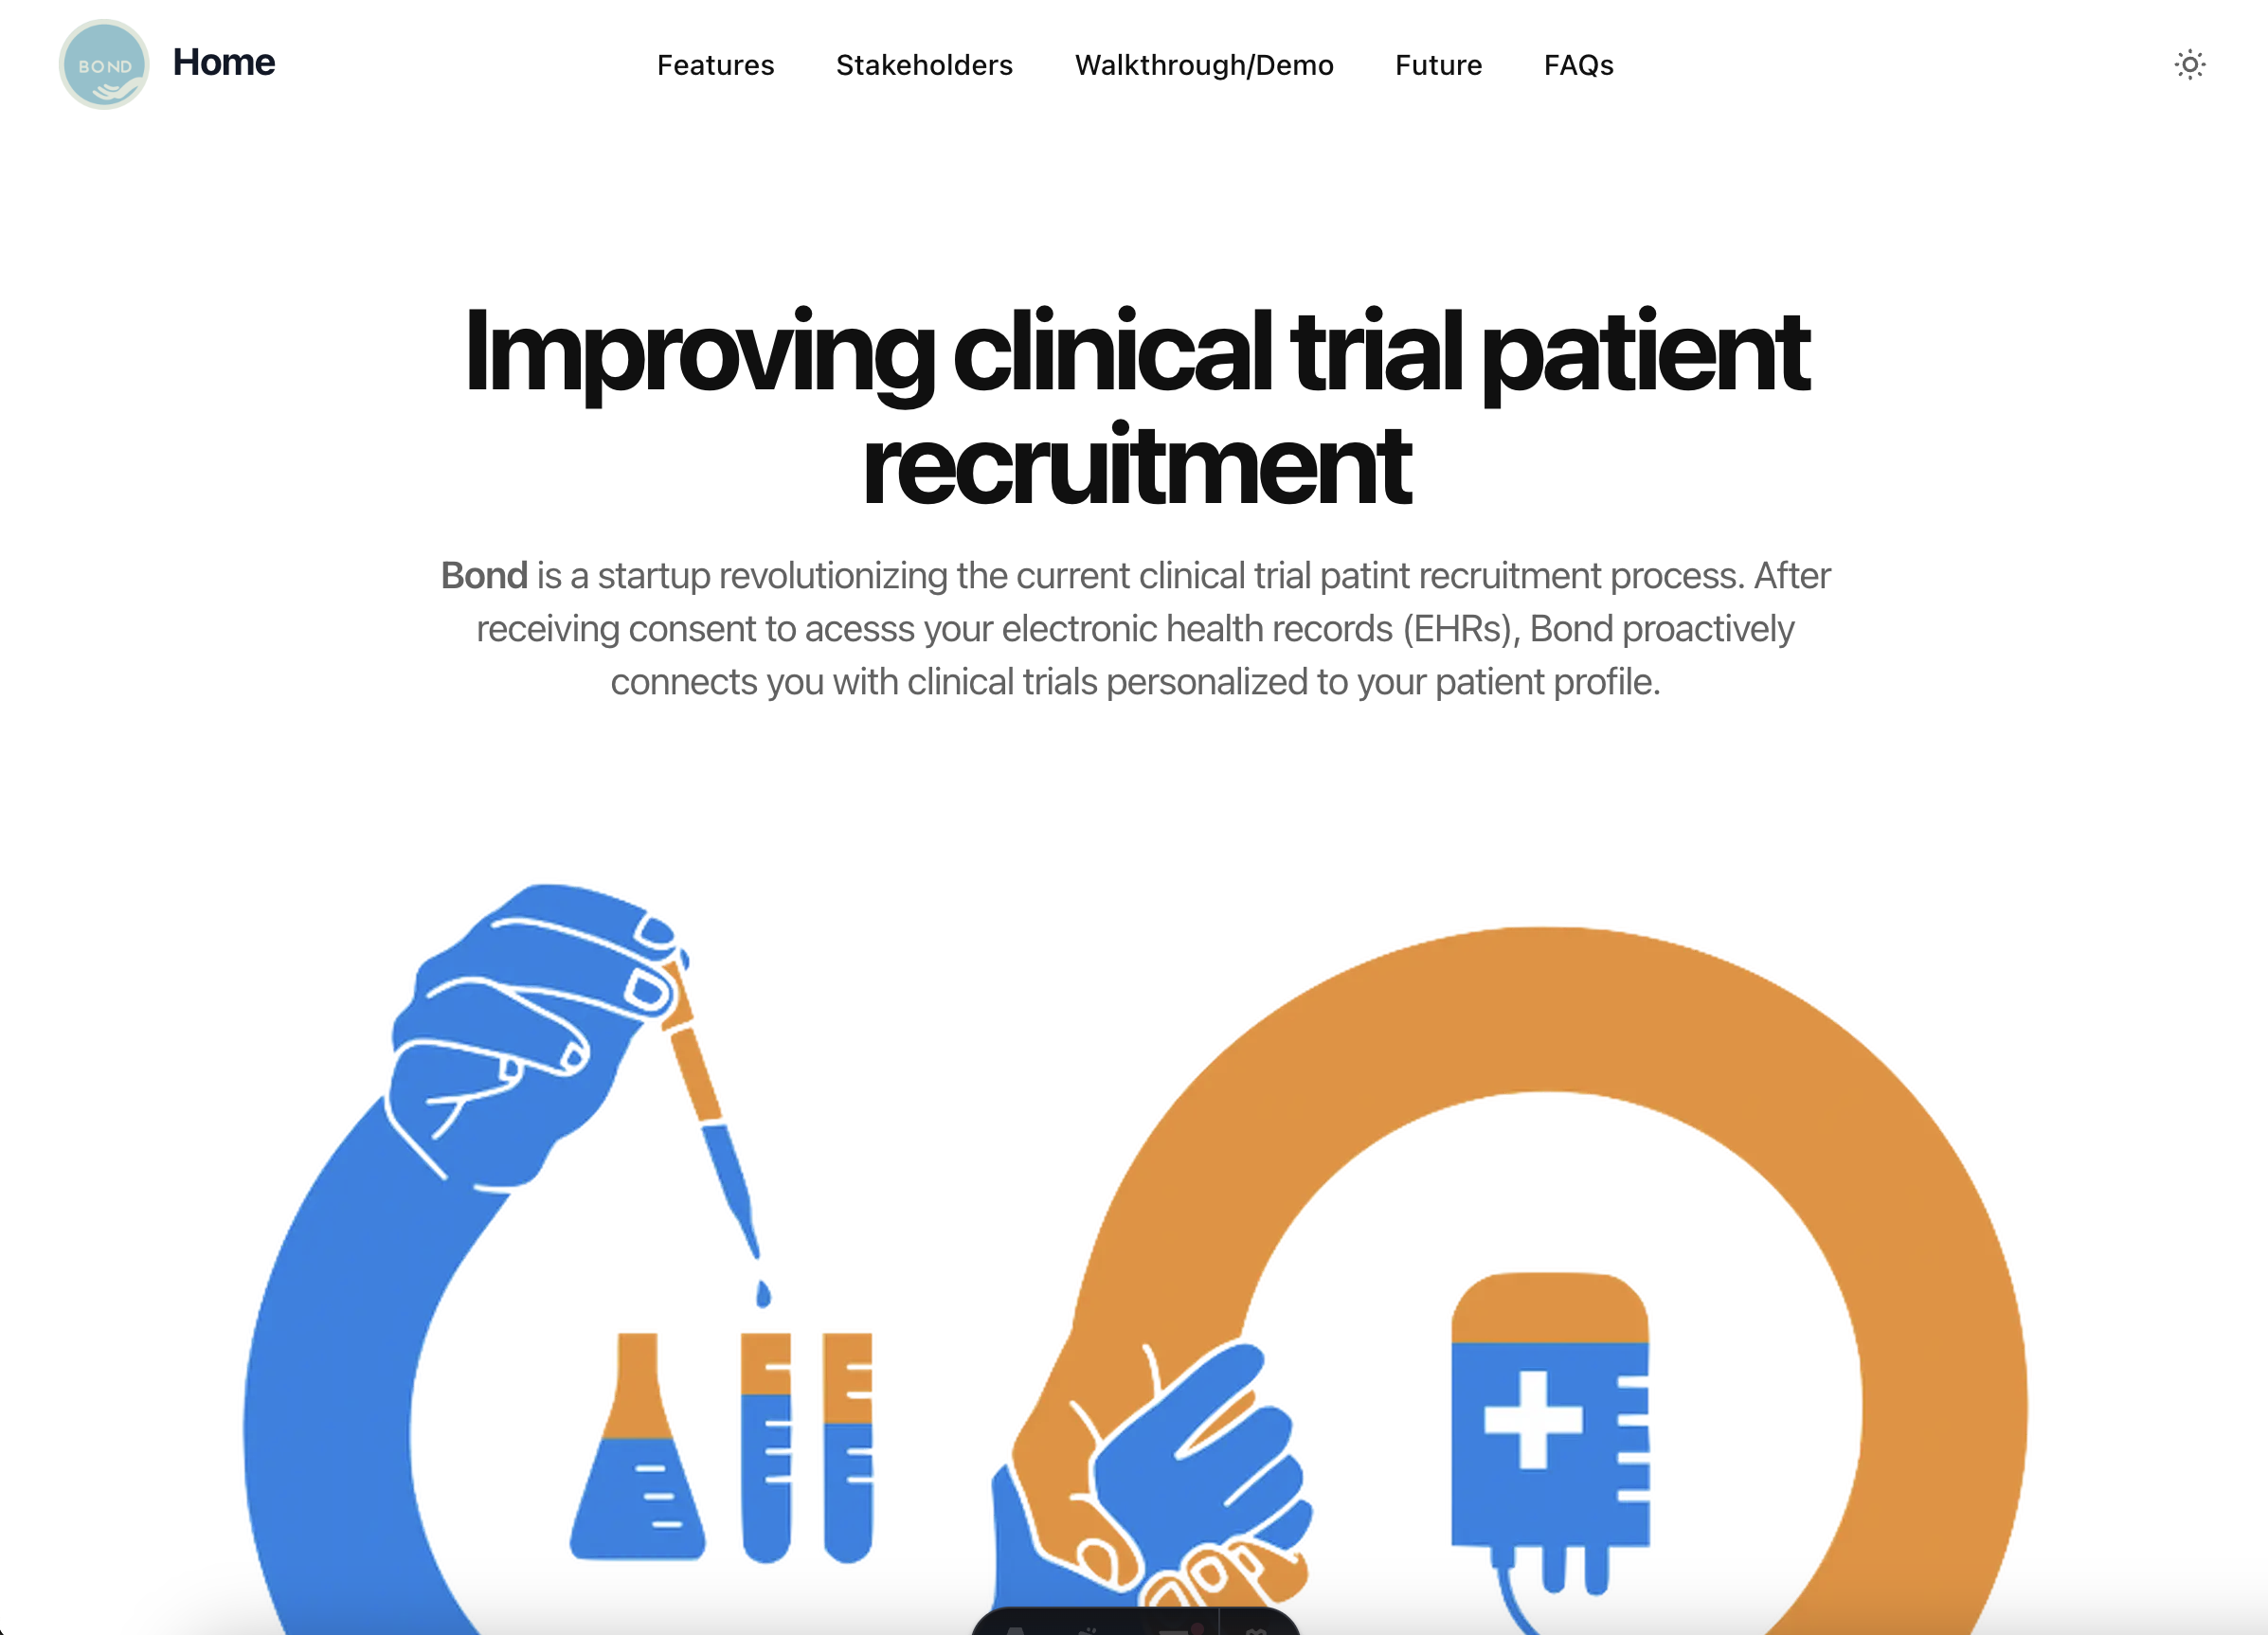 BOND
Home
Features
Stakeholders
Walkthrough/Demo
Future
FAQs
Improving clinical trial patient
recruitment
Bond is a startup revolutionizing the current clinical trial patint recruitment process. After
receiving consent to acesss your electronic health records (EHRs), Bond proactively
connects you with clinical trials personalized to your patient profile.